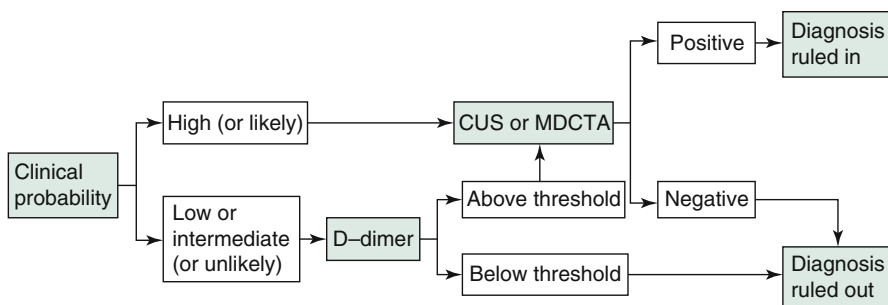 Clinical
probability
High (or likely)
Low or
intermediate
(or unlikely)
D–dimer
CUS or MDCTA
Above threshold
Below threshold
Positive
Negative
Diagnosis
ruled in
Diagnosis
ruled out